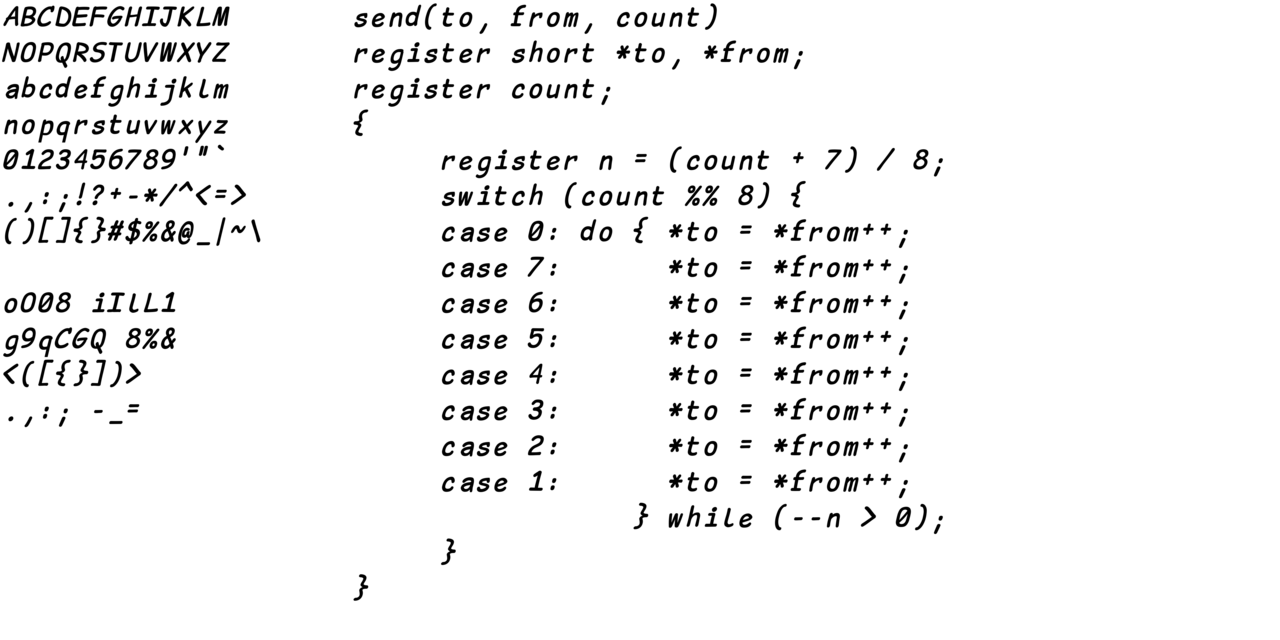 ABCDEFGHIJKLM
NOPQRSTUVWXYZ
abcdefghijklm
nopqrstuvwxyz
0123456789'"`
.,:;!?+-*/^<=>
()[]{}#$%&@_|~\
oO08 iIlL1
g9qCGQ 8%&
<([{}])>
.,:; -_=
send(to, from, count)
register short *to, *from;
register count;
{
register n = (count + 7) / 8;
switch (count %% 8) {
case 0: do { *to = *from++;
case 7: *to = *from++;
case 6: *to = *from++;
case 5: *to = *from++;
case 4: *to = *from++;
case 3: *to = *from++;
case 2: *to = *from++;
case 1: *to = *from++;
} while (--n > 0);
}
}